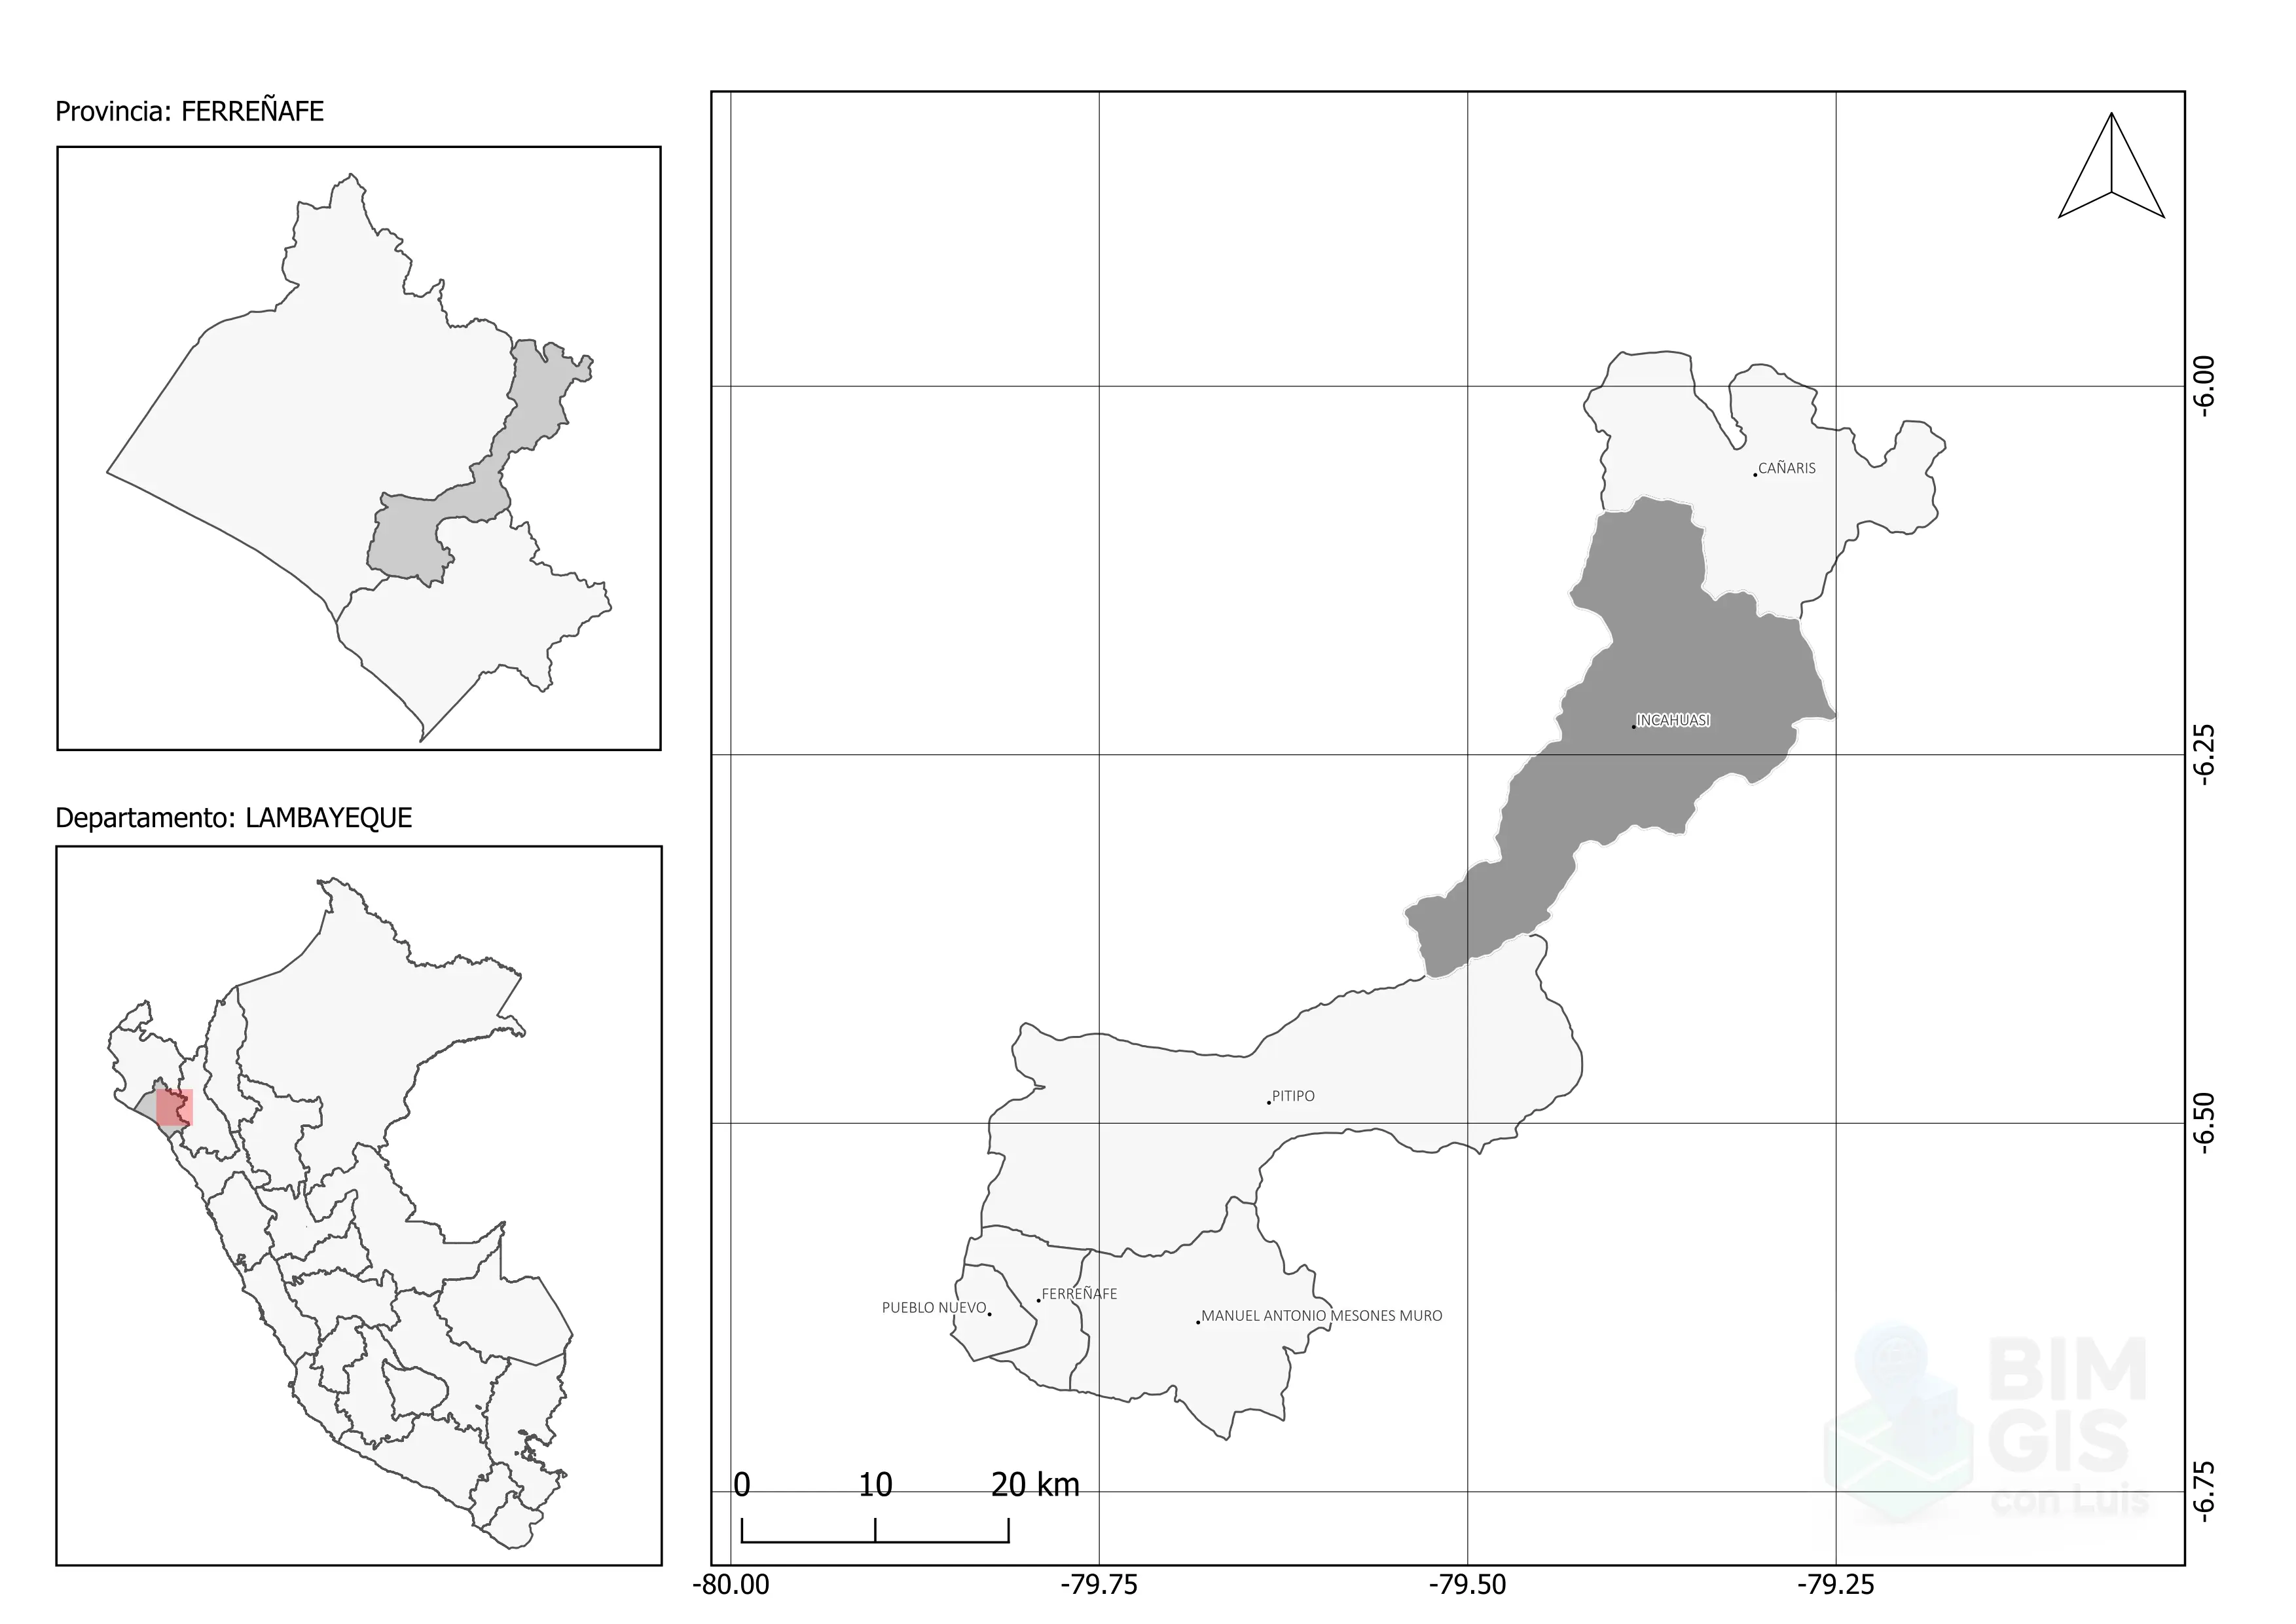 Provincia: FERREÑAFE
Departamento: LAMBAYEQUE
CAÑARIS
INCAHUASI
PITIPO
FERREÑAFE
PUEBLO NUEVO
MANUEL ANTONIO MESONES MURO
-6.00
-6.25
-6.50
-6.75
0 10 20 km
-80.00 -79.75 -79.50 -79.25
BIM
GIS
con Luis